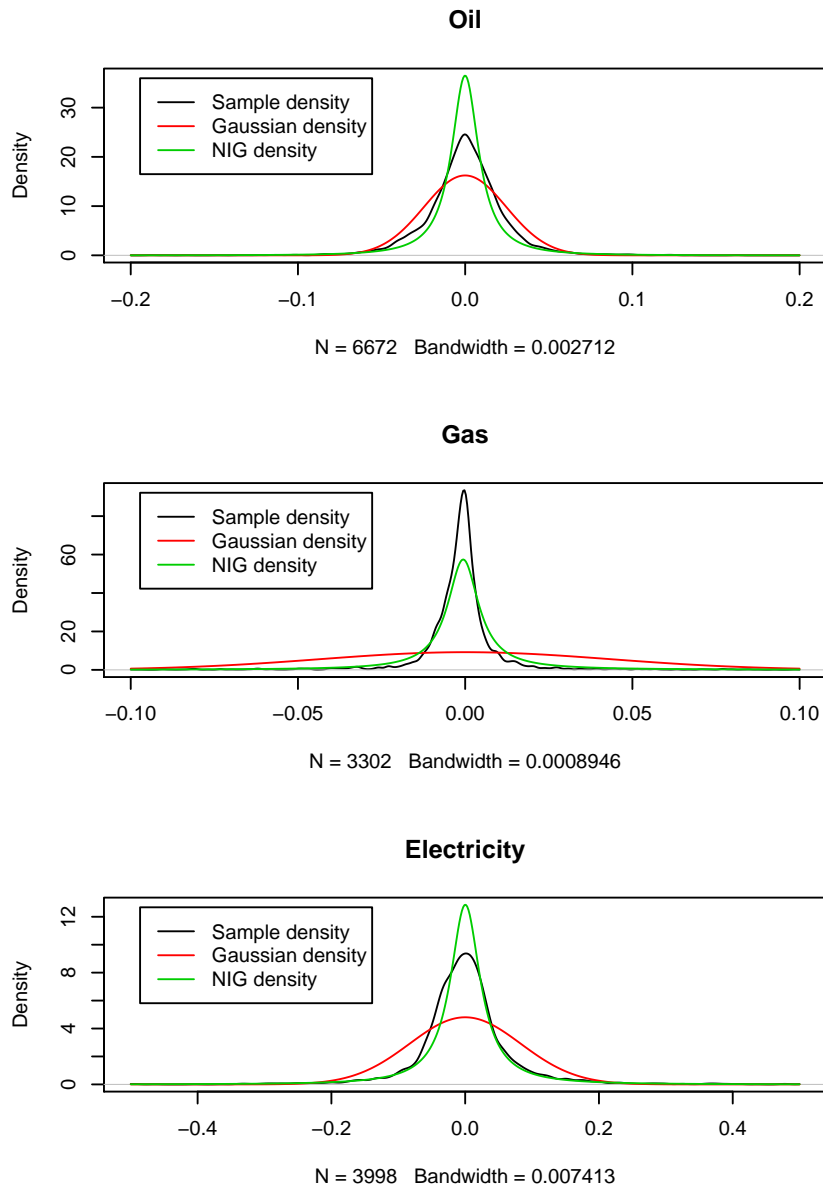 Oil
Density
0 10 20 30
Sample density
Gaussian density
NIG density
−0.2 −0.1 0.0 0.1 0.2
N = 6672 Bandwidth = 0.002712
Gas
Density
0 20 60
Sample density
Gaussian density
NIG density
−0.10 −0.05 0.00 0.05 0.10
N = 3302 Bandwidth = 0.0008946
Electricity
Density
0 4 8 12
Sample density
Gaussian density
NIG density
−0.4 −0.2 0.0 0.2 0.4
N = 3998 Bandwidth = 0.007413